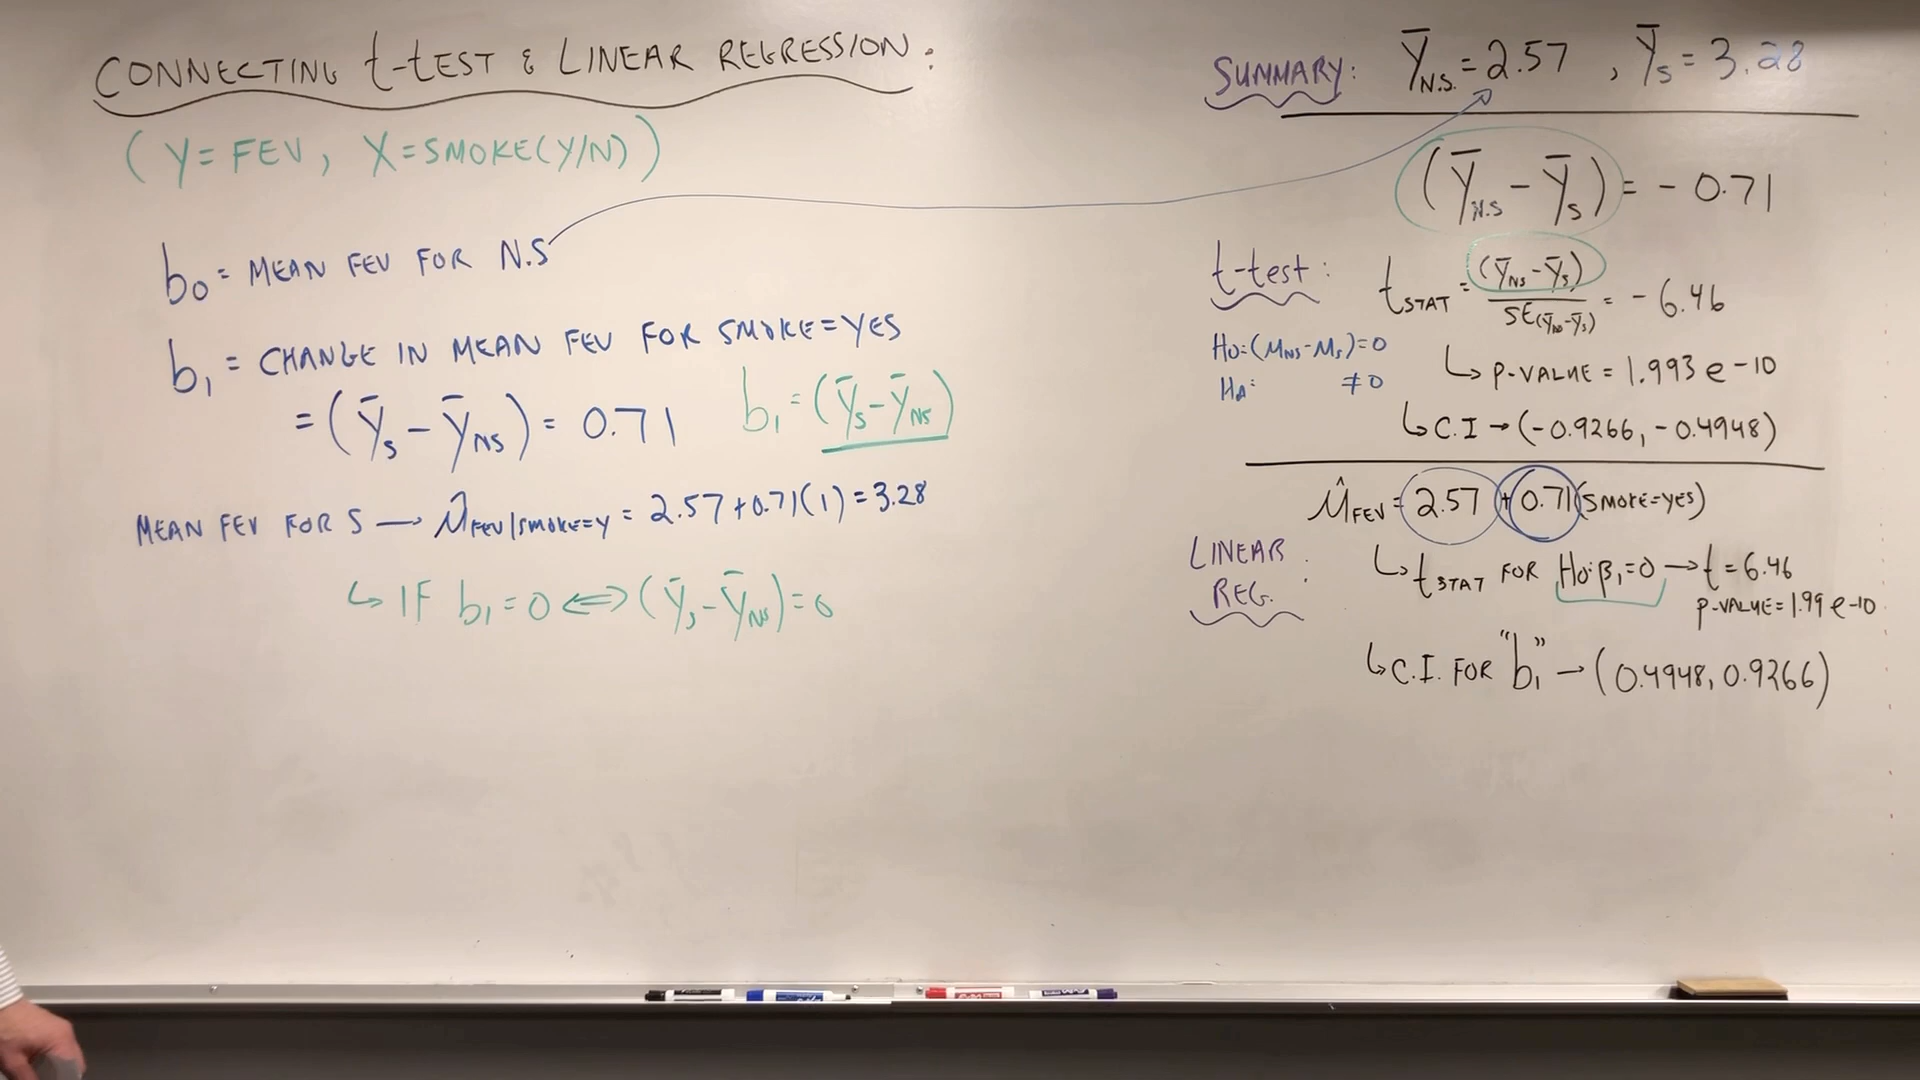 CONNECTING t-tEST & LINEAR REGRESSION:
(Y=FEV, X=SMOKE(Y/N))
b₀ = MEAN FEV FOR N.S
b₁ = CHANGE IN MEAN FEV FOR SMOKE=YES
= (Ȳs - ȲNS) = 0.71
b₁ = (Ȳs - ȲNS)
MEAN FEV FOR S → μ̂FEV|SMOKE=Y = 2.57+0.71(1) = 3.28
↳ IF b₁=0 ⟺ (Ȳs - ȲNS)=0
SUMMARY: ȲN.S. = 2.57, Ȳs = 3.28
(ȲN.S - Ȳs) = - 0.71
t-test: tSTAT = (ȲNS - Ȳs) / SE(ȲNS - Ȳs) = - 6.46
H₀: (μNS - μs) = 0
HA: ≠ 0
↳ P-VALUE = 1.993 e-10
↳ C.I → (-0.9266, -0.4948)
LINEAR REG.:
μ̂FEV = 2.57 + 0.71(SMOKE=YES)
↳ tSTAT FOR H₀: β₁=0 → t = 6.46
P-VALUE = 1.99 e-10
↳ C.I. FOR "b₁" → (0.4948, 0.9266)